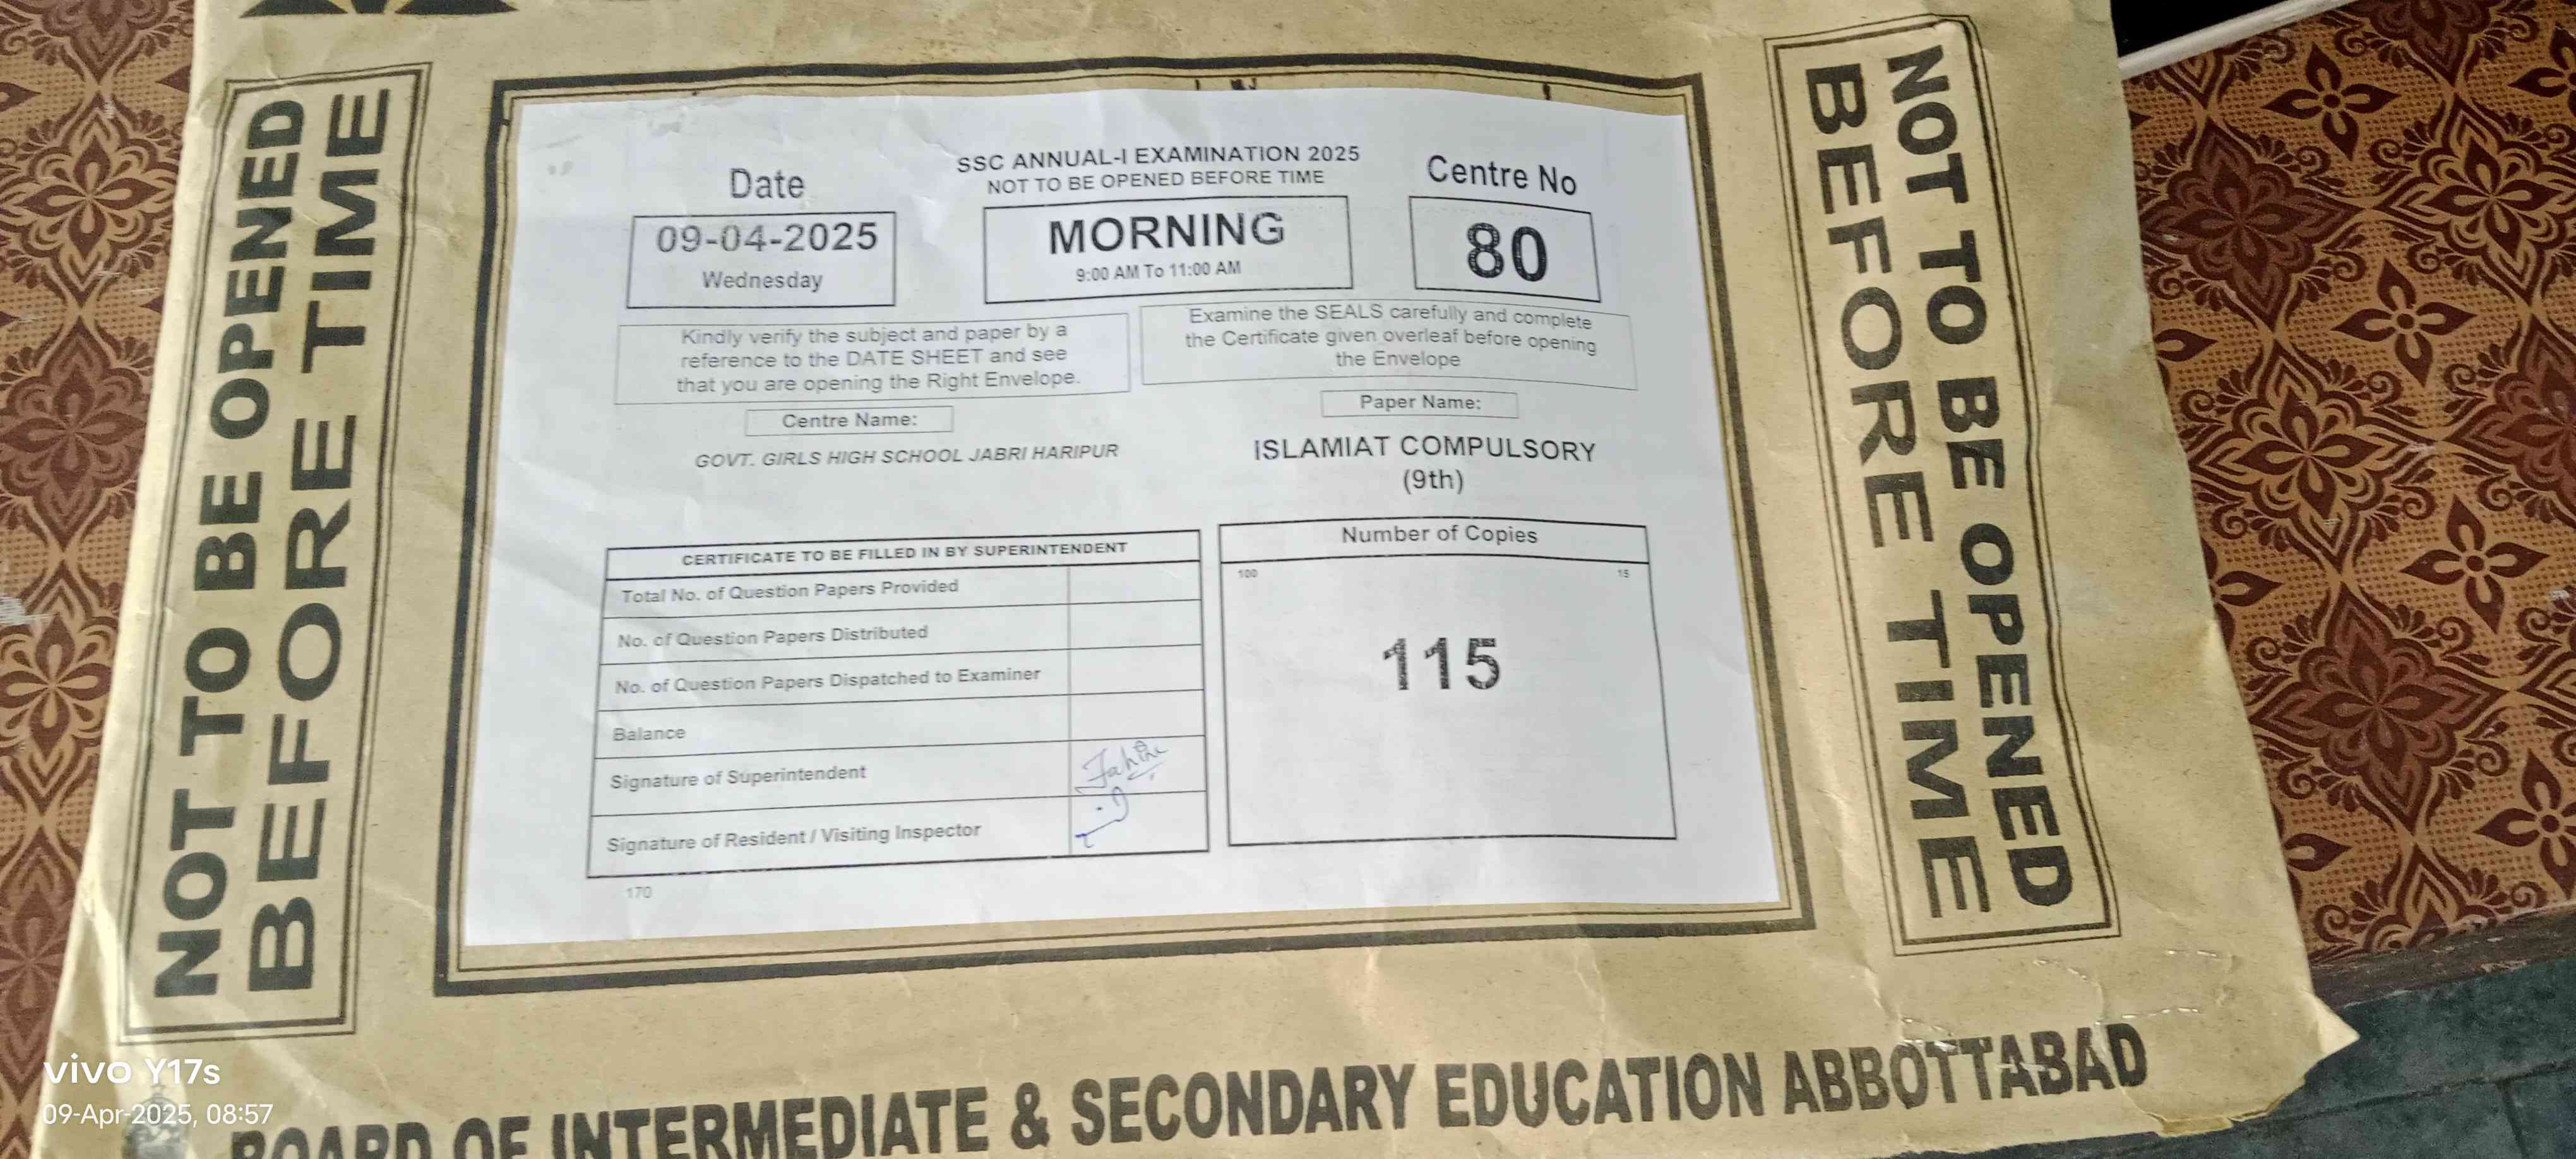 NOT TO BE OPENED
BEFORE TIME
Date
09-04-2025
Wednesday
SSC ANNUAL-I EXAMINATION 2025
NOT TO BE OPENED BEFORE TIME
MORNING
9:00 AM To 11:00 AM
Centre No
80
Kindly verify the subject and paper by a
reference to the DATE SHEET and see
that you are opening the Right Envelope.
Examine the SEALS carefully and complete
the Certificate given overleaf before opening
the Envelope
Centre Name:
GOVT. GIRLS HIGH SCHOOL JABRI HARIPUR
Paper Name:
ISLAMIAT COMPULSORY
(9th)
CERTIFICATE TO BE FILLED IN BY SUPERINTENDENT
Total No. of Question Papers Provided
No. of Question Papers Distributed
No. of Question Papers Dispatched to Examiner
Balance
Signature of Superintendent
Signature of Resident / Visiting Inspector
170
Number of Copies
100 15
115
NOT TO BE OPENED
BEFORE TIME
BOARD OF INTERMEDIATE & SECONDARY EDUCATION ABBOTTABAD
vivo Y17s
09-Apr-2025, 08:57